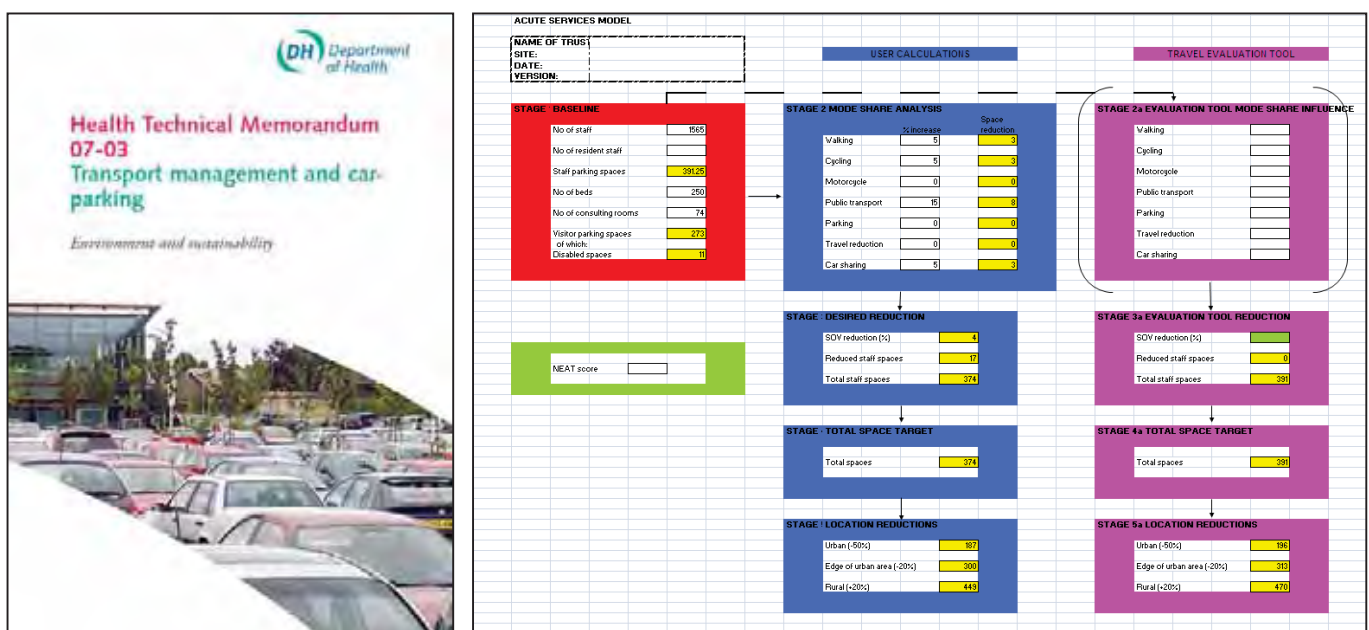 DH Department
of Health
Health Technical Memorandum
07-03
Transport management and car-
parking
Environment and sustainability
ACUTE SERVICES MODEL
NAME OF TRUST
SITE:
DATE:
VERSION:
USER CALCULATIONS
TRAVEL EVALUATION TOOL
STAGE BASELINE
No of staff 1565
No of resident staff
Staff parking spaces 391.25
No of beds 250
No of consulting rooms 74
Visitor parking spaces 273
of which:
Disabled spaces 11
NEAT score
STAGE 2 MODE SHARE ANALYSIS
% increase Space
reduction
Walking 5 3
Cycling 5 3
Motorcycle 0 0
Public transport 15 8
Parking 0 0
Travel reduction 0 0
Car sharing 5 3
STAGE DESIRED REDUCTION
SOV reduction (%) 4
Reduced staff spaces 17
Total staff spaces 374
STAGE TOTAL SPACE TARGET
Total spaces 374
STAGE LOCATION REDUCTIONS
Urban (-50%) 187
Edge of urban area (-20%) 300
Rural (+20%) 449
STAGE 2a EVALUATION TOOL MODE SHARE INFLUENCE
Walking
Cycling
Motorcycle
Public transport
Parking
Travel reduction
Car sharing
STAGE 3a EVALUATION TOOL REDUCTION
SOV reduction (%)
Reduced staff spaces 0
Total staff spaces 391
STAGE 4a TOTAL SPACE TARGET
Total spaces 391
STAGE 5a LOCATION REDUCTIONS
Urban (-50%) 196
Edge of urban area (-20%) 313
Rural (+20%) 470